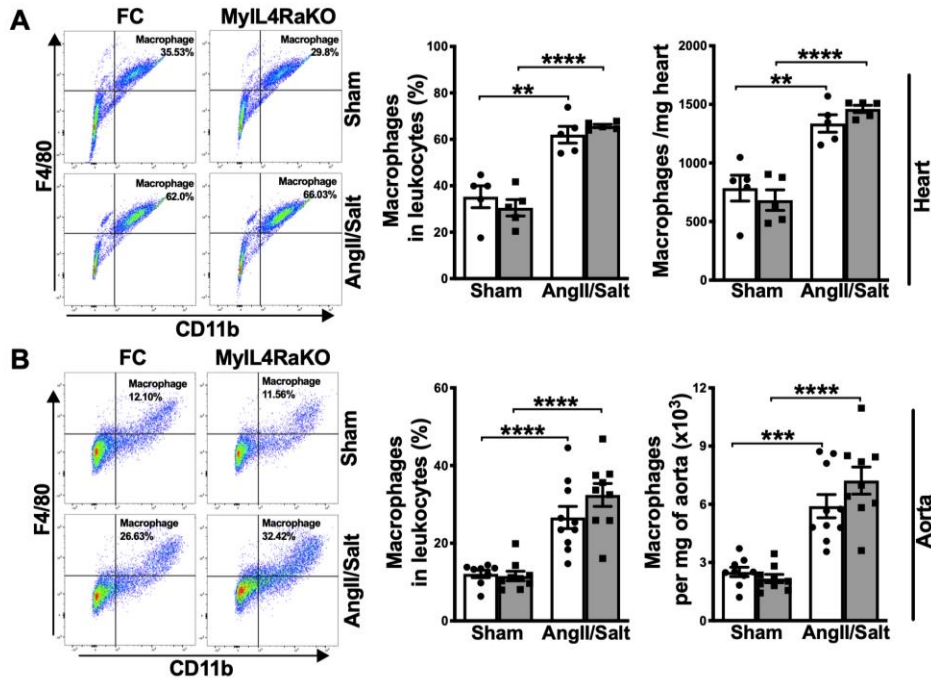 A
FC
MyIL4RaKO
Macrophage
35.53%
Macrophage
29.8%
Sham
Macrophage
62.0%
Macrophage
66.03%
AngII/Salt
F4/80
CD11b
Macrophages
in leukocytes (%)
100
80
60
40
20
0
**
****
Sham
AngII/Salt
Macrophages /mg heart
2000
1500
1000
500
0
**
****
Sham
AngII/Salt
Heart
B
FC
MyIL4RaKO
Macrophage
12.10%
Macrophage
11.56%
Sham
Macrophage
26.63%
Macrophage
32.42%
AngII/Salt
F4/80
CD11b
Macrophages
in leukocytes (%)
60
40
20
0
****
****
Sham
AngII/Salt
Macrophages
per mg of aorta (x10³)
12
9
6
3
0
***
****
Sham
AngII/Salt
Aorta